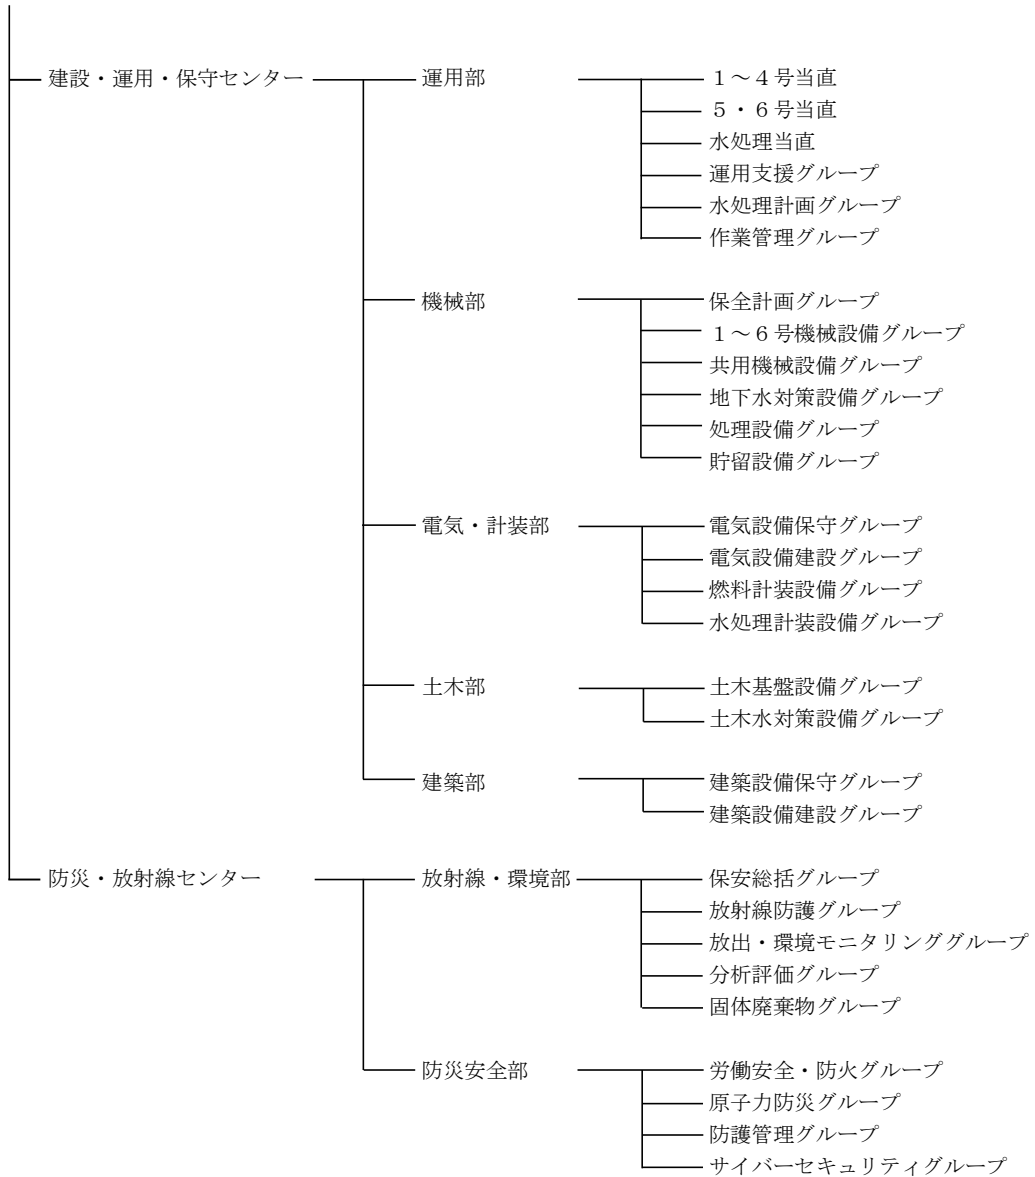 建設・運用・保守センター 運用部 １～４号当直
５・６号当直
水処理当直
運用支援グループ
水処理計画グループ
作業管理グループ
機械部 保全計画グループ
１～６号機械設備グループ
共用機械設備グループ
地下水対策設備グループ
処理設備グループ
貯留設備グループ
電気・計装部 電気設備保守グループ
電気設備建設グループ
燃料計装設備グループ
水処理計装設備グループ
土木部 土木基盤設備グループ
土木水対策設備グループ
建築部 建築設備保守グループ
建築設備建設グループ
防災・放射線センター 放射線・環境部 保安総括グループ
放射線防護グループ
放出・環境モニタリンググループ
分析評価グループ
固体廃棄物グループ
防災安全部 労働安全・防火グループ
原子力防災グループ
防護管理グループ
サイバーセキュリティグループ